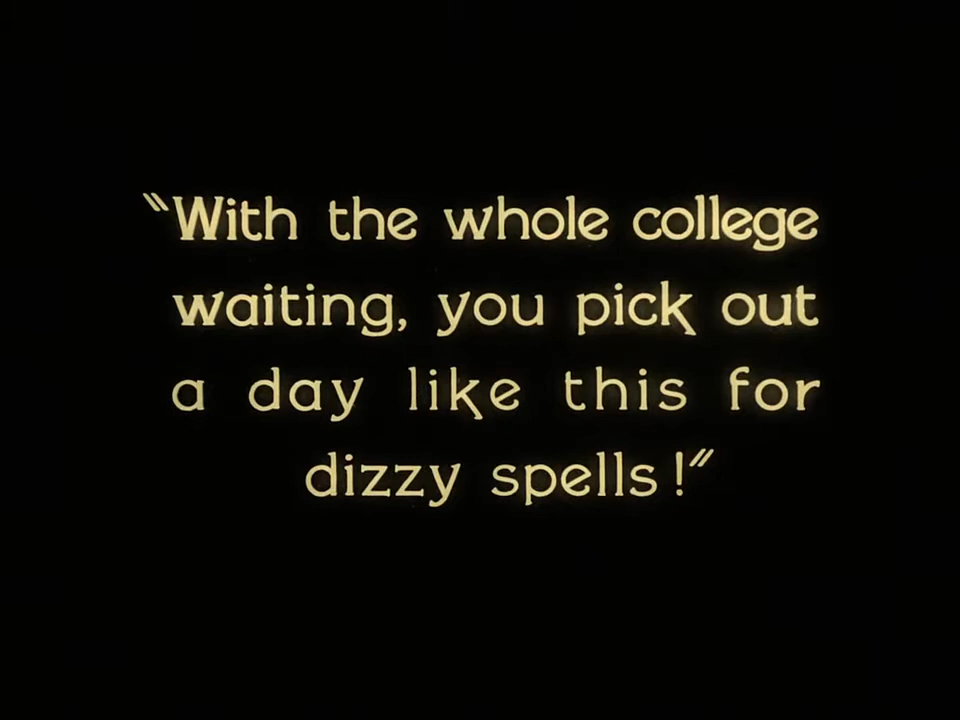 "With the whole college
waiting, you pick out
a day like this for
dizzy spells!"